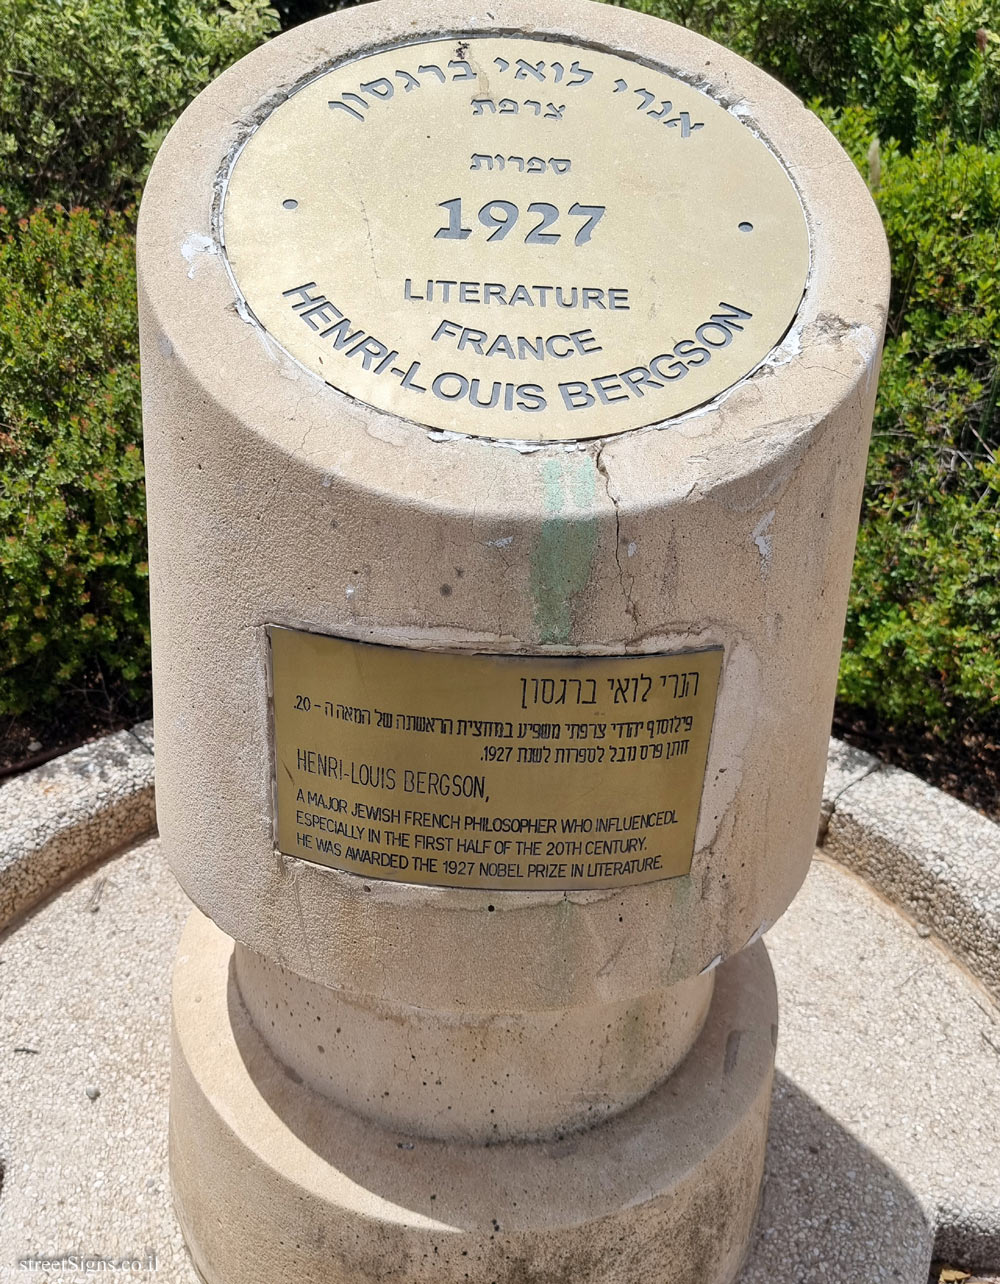 אנרי לואי ברגסון
צרפת
ספרות
1927
LITERATURE
FRANCE
HENRI-LOUIS BERGSON
הנרי לואי ברגסון
פילוסוף יהודי צרפתי משפיע במחצית הראשונה של המאה ה - 20.
חתן פרס נובל לספרות לשנת 1927.
HENRI-LOUIS BERGSON,
A MAJOR JEWISH FRENCH PHILOSOPHER WHO INFLUENCEDL
ESPECIALLY IN THE FIRST HALF OF THE 20TH CENTURY.
HE WAS AWARDED THE 1927 NOBEL PRIZE IN LITERATURE.
streetSigns.co.il